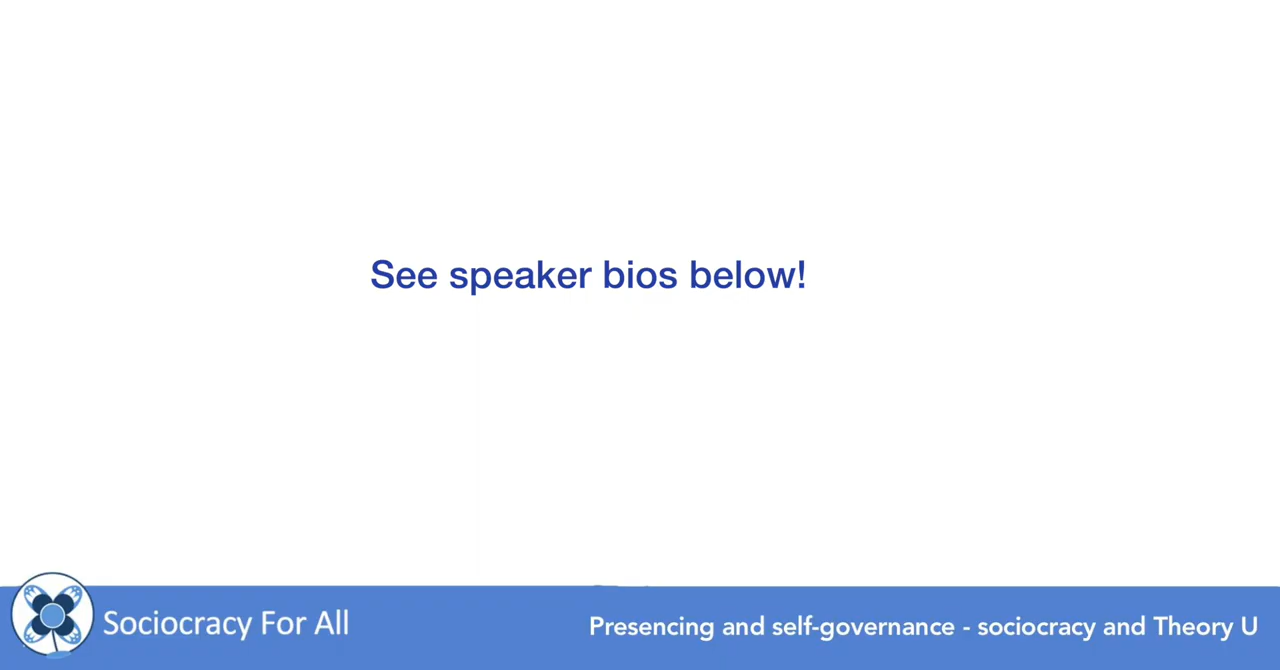 See speaker bios below!
Sociocracy For All
Presencing and self-governance - sociocracy and Theory U